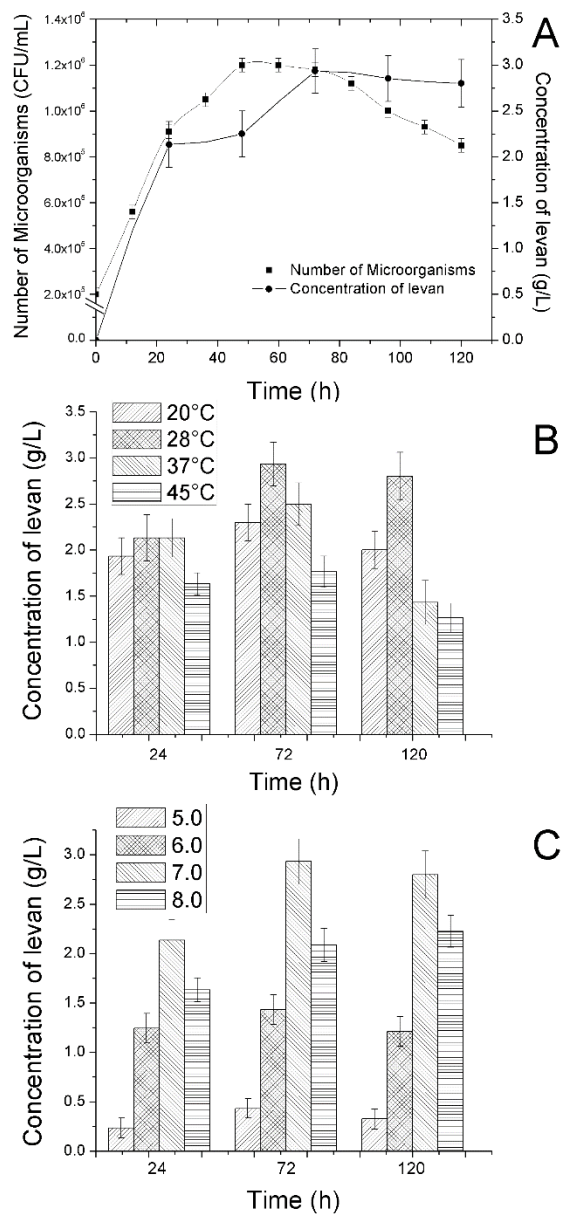 A
1.4x10⁶
1.2x10⁶
1.0x10⁶
8.0x10⁵
6.0x10⁵
4.0x10⁵
2.0x10⁵
0.0
Number of Microorganisms (CFU/mL)
3.5
3.0
2.5
2.0
1.5
1.0
0.5
0.0
Concentration of levan (g/L)
Number of Microorganisms
Concentration of levan
0 20 40 60 80 100 120
Time (h)
B
20°C
28°C
37°C
45°C
3.5
3.0
2.5
2.0
1.5
1.0
0.5
0.0
Concentration of levan (g/L)
24 72 120
Time (h)
C
5.0
6.0
7.0
8.0
3.0
2.5
2.0
1.5
1.0
0.5
0.0
Concentration of levan (g/L)
24 72 120
Time (h)